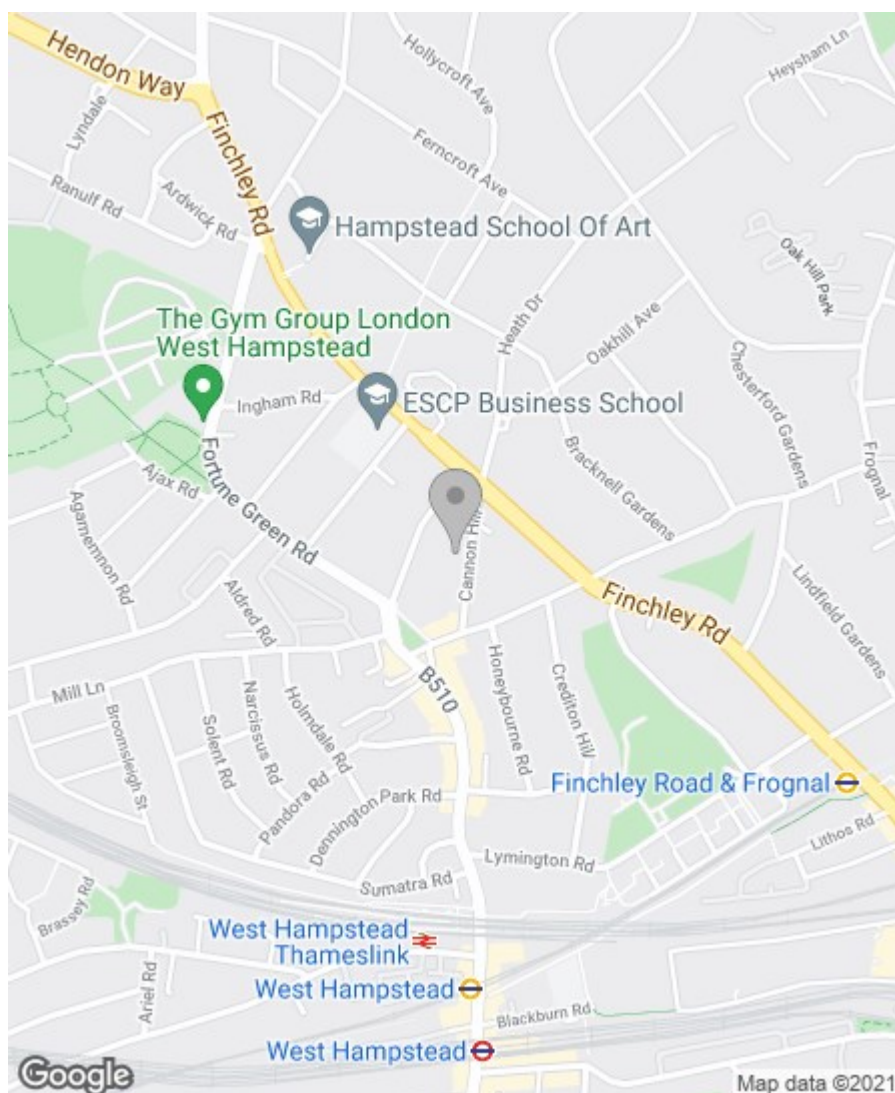 Hendon Way
Hollycroft Ave
Heysham Ln
Lyndale
Finchley Rd
Ferncroft Ave
Ranulf Rd
Ardwick Rd
Hampstead School Of Art
Oak Hill Park
The Gym Group London
West Hampstead
Heath Dr
Oakhill Ave
Chesterford Gardens
Ingham Rd
ESCP Business School
Frognal
Fortune Green Rd
Ajax Rd
Bracknell Gardens
Agamemnon Rd
Cannon Hill
Lindfield Gardens
Aldred Rd
Finchley Rd
Mill Ln
B510
Honeybourne Rd
Crediton Hill
Broomsleigh St
Solent Rd
Narcissus Rd
Holmdale Rd
Pandora Rd
Dennington Park Rd
Finchley Road & Frognal
Lithos Rd
Lymington Rd
Sumatra Rd
Brassey Rd
West Hampstead
Thameslink
Ariel Rd
West Hampstead
Blackburn Rd
West Hampstead
Google
Map data ©2021